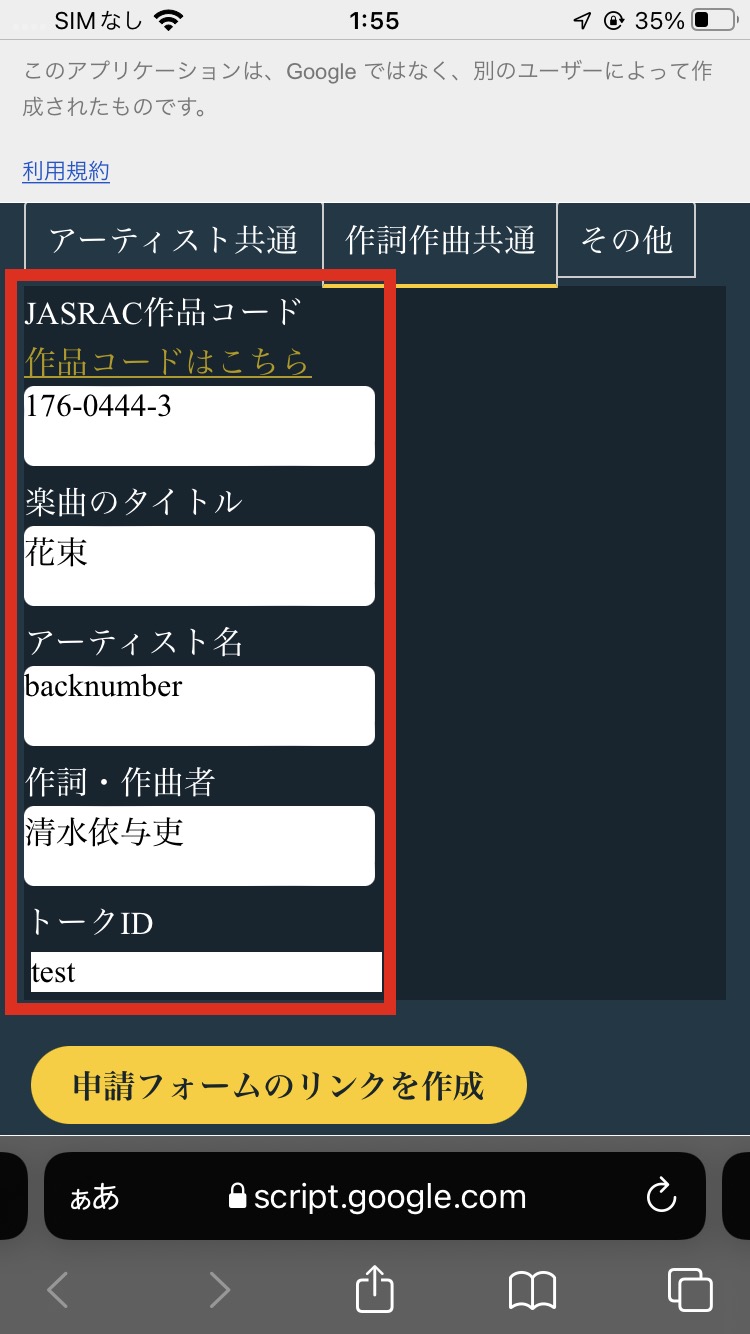 SIMなし 1:55 35%
このアプリケーションは、Google ではなく、別のユーザーによって作
成されたものです。
利用規約
アーティスト共通 作詞作曲共通 その他
JASRAC作品コード
作品コードはこちら
176-0444-3
楽曲のタイトル
花束
アーティスト名
backnumber
作詞・作曲者
清水依与吏
トークID
test
申請フォームのリンクを作成
ぁあ script.google.com